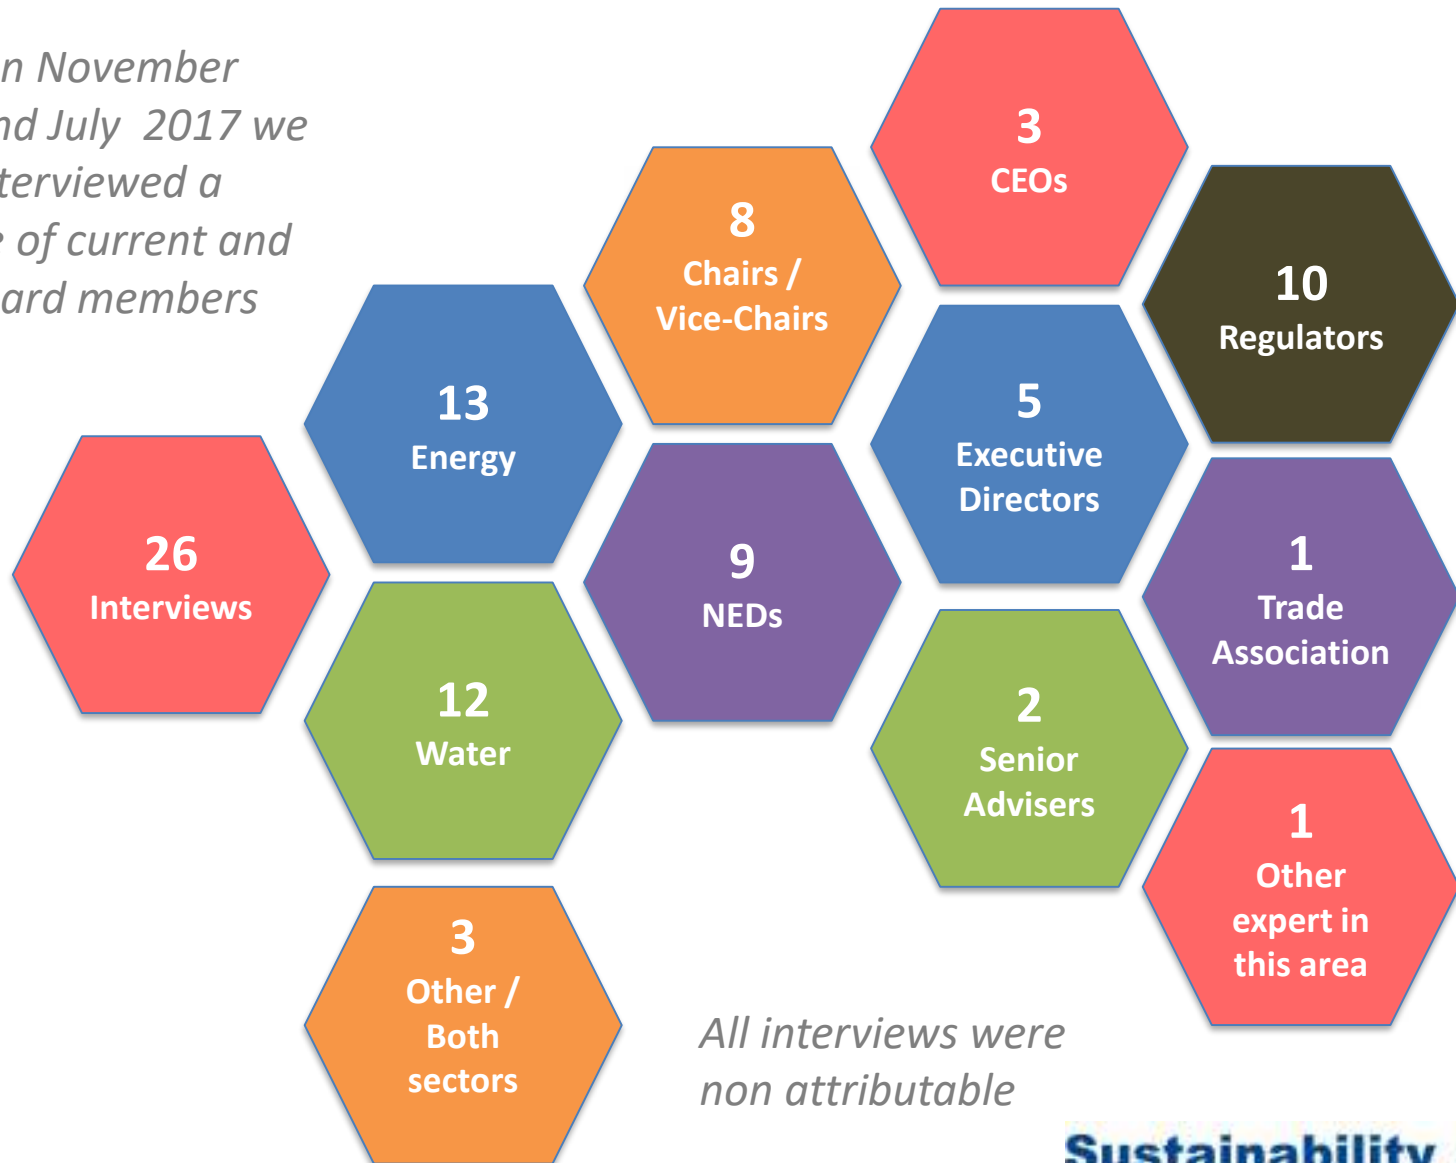 n November
nd July 2017 we
terviewed a
e of current and
ard members
3
CEOs
8
Chairs /
Vice-Chairs
10
Regulators
13
Energy
5
Executive
Directors
26
Interviews
9
NEDs
1
Trade
Association
12
Water
2
Senior
Advisers
1
Other
expert in
this area
3
Other /
Both
sectors
All interviews were
non attributable
Sustainability